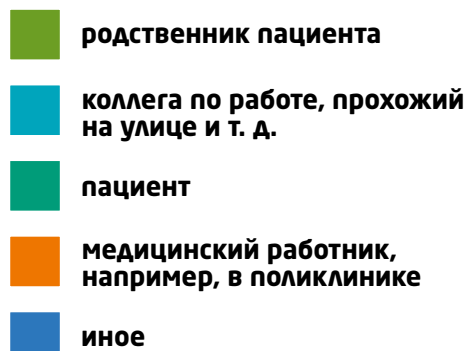 родственник пациента
коллега по работе, прохожий
на улице и т. д.
пациент
медицинский работник,
например, в поликлинике
иное